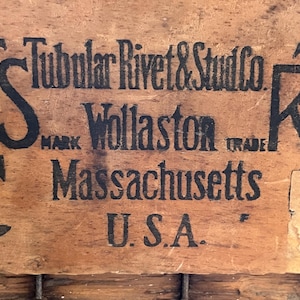 Tubular Rivet & Stud Co.
S MARK Wollaston TRADE R
Massachusetts
U.S.A.